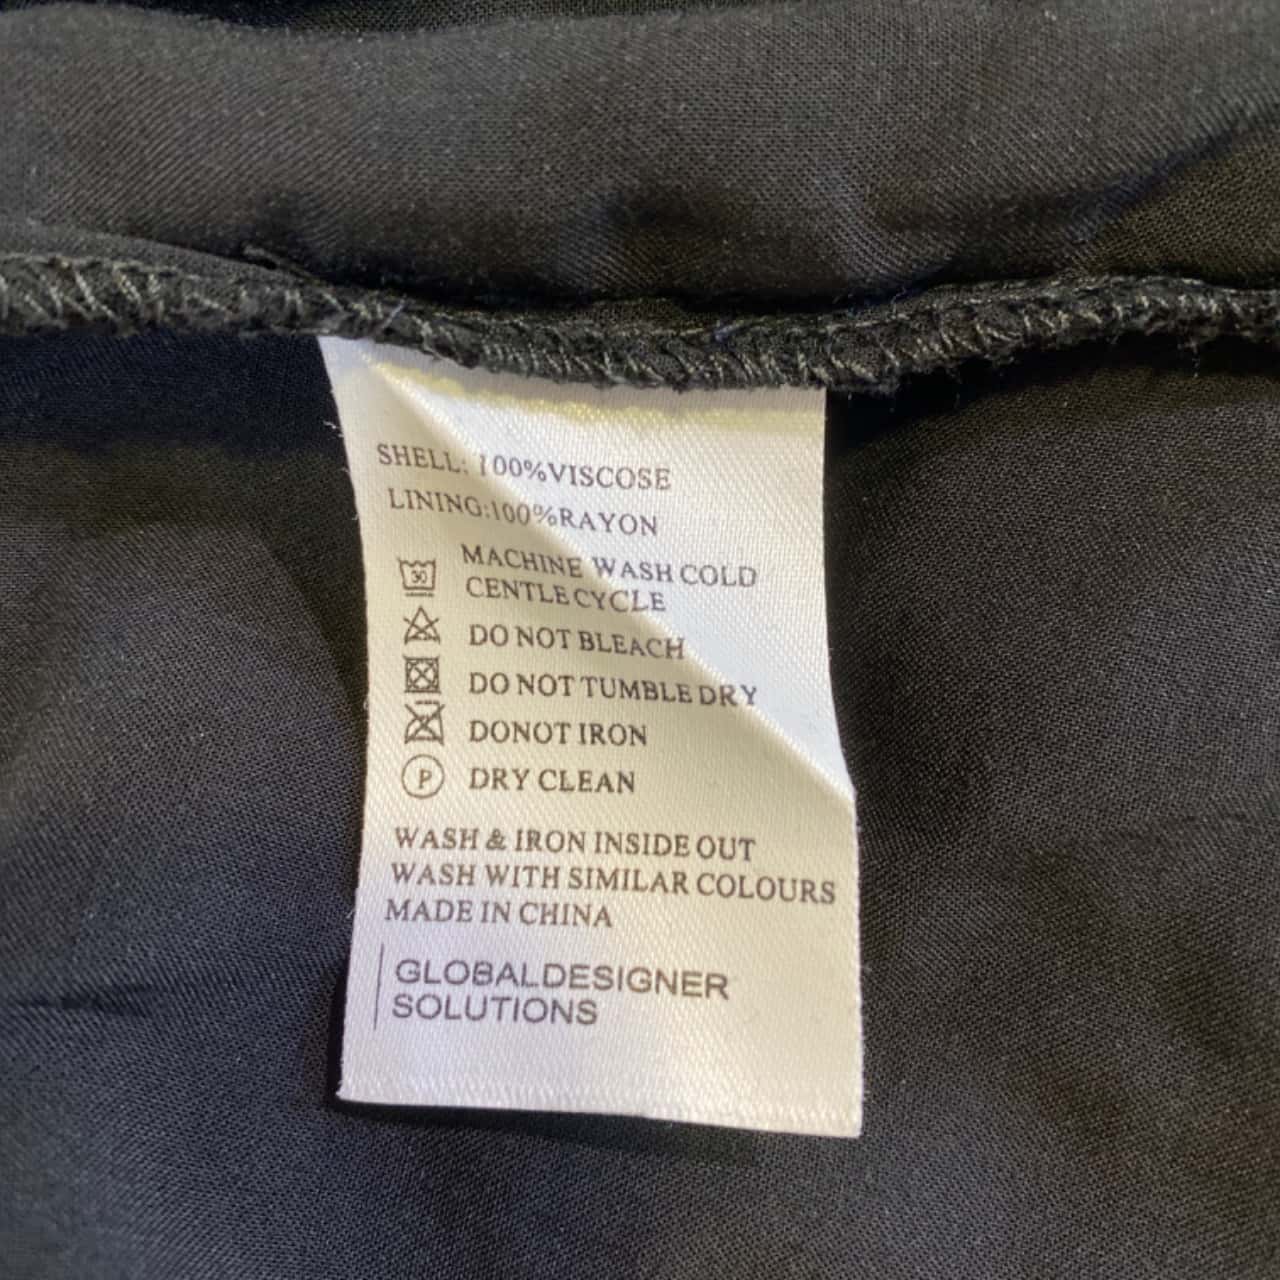 SHELL: 100%VISCOSE
LINING:100%RAYON
30
MACHINE WASH COLD
CENTLE CYCLE
DO NOT BLEACH
DO NOT TUMBLE DRY
DONOT IRON
P
DRY CLEAN
WASH & IRON INSIDE OUT
WASH WITH SIMILAR COLOURS
MADE IN CHINA
GLOBALDESIGNER
SOLUTIONS